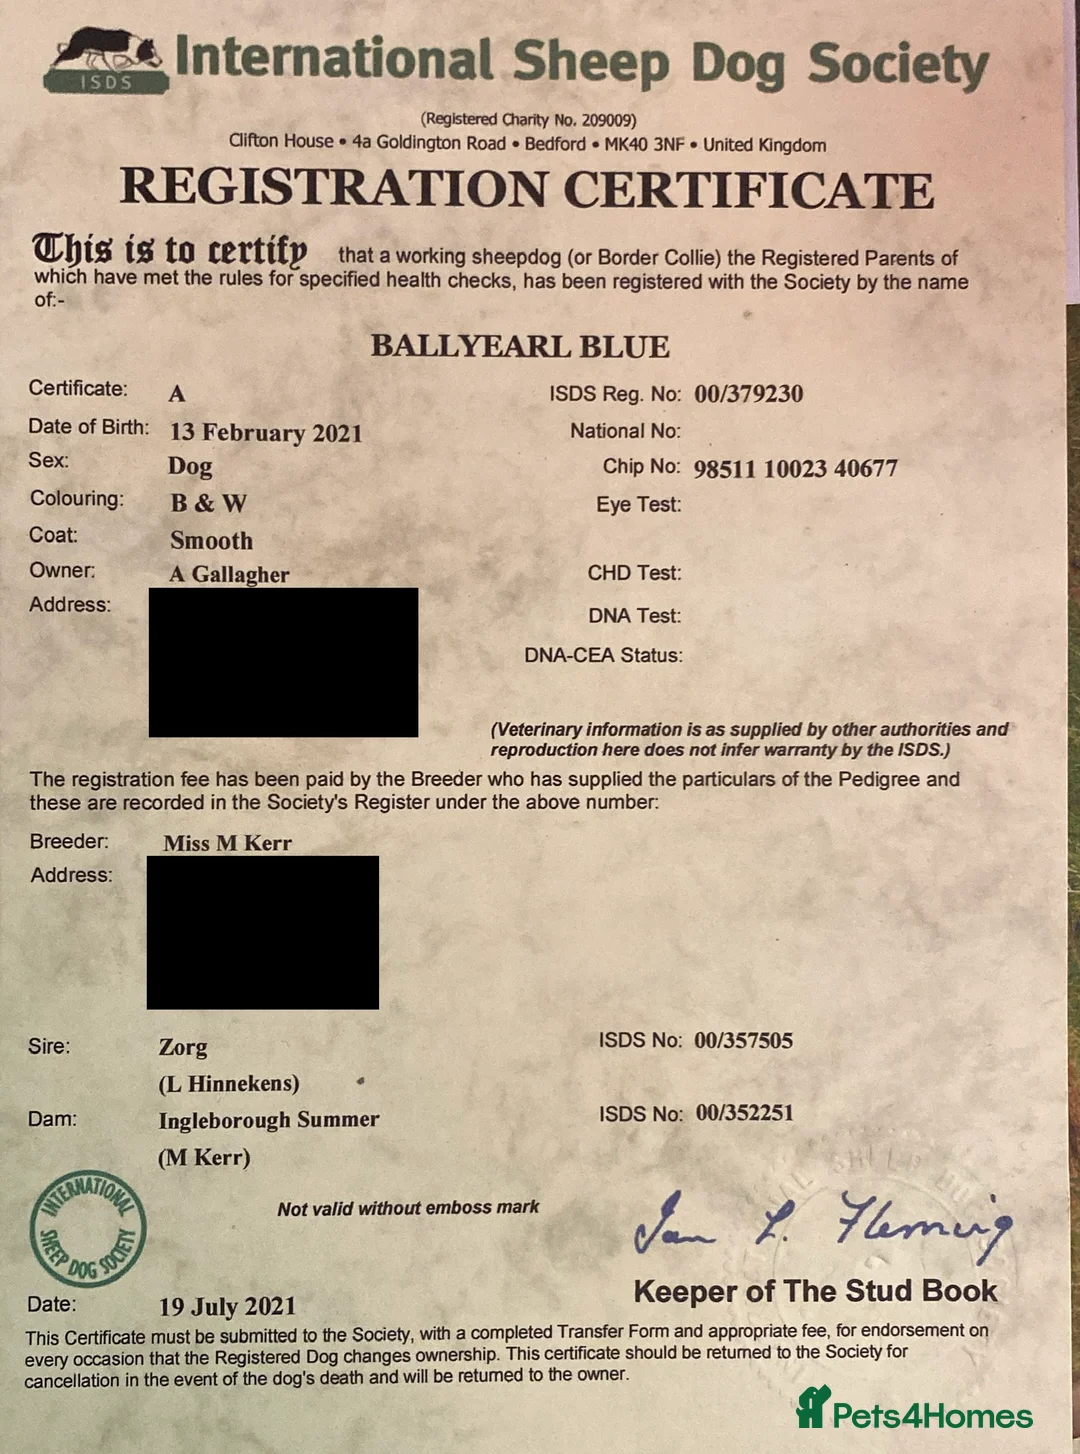 ISDS
International Sheep Dog Society
(Registered Charity No. 209009)
Clifton House • 4a Goldington Road • Bedford • MK40 3NF • United Kingdom
REGISTRATION CERTIFICATE
This is to certify that a working sheepdog (or Border Collie) the Registered Parents of
which have met the rules for specified health checks, has been registered with the Society by the name
of:-
BALLYEARL BLUE
Certificate: A ISDS Reg. No: 00/379230
Date of Birth: 13 February 2021 National No:
Sex: Dog Chip No: 98511 10023 40677
Colouring: B & W Eye Test:
Coat: Smooth
Owner: A Gallagher CHD Test:
Address: DNA Test:
DNA-CEA Status:
(Veterinary information is as supplied by other authorities and
reproduction here does not infer warranty by the ISDS.)
The registration fee has been paid by the Breeder who has supplied the particulars of the Pedigree and
these are recorded in the Society's Register under the above number:
Breeder: Miss M Kerr
Address:
Sire: Zorg ISDS No: 00/357505
(L Hinnekens)
Dam: Ingleborough Summer ISDS No: 00/352251
(M Kerr)
INTERNATIONAL SHEEP DOG SOCIETY
Not valid without emboss mark
Ian L. Fleming
Keeper of The Stud Book
Date: 19 July 2021
This Certificate must be submitted to the Society, with a completed Transfer Form and appropriate fee, for endorsement on
every occasion that the Registered Dog changes ownership. This certificate should be returned to the Society for
cancellation in the event of the dog's death and will be returned to the owner.
Pets4Homes